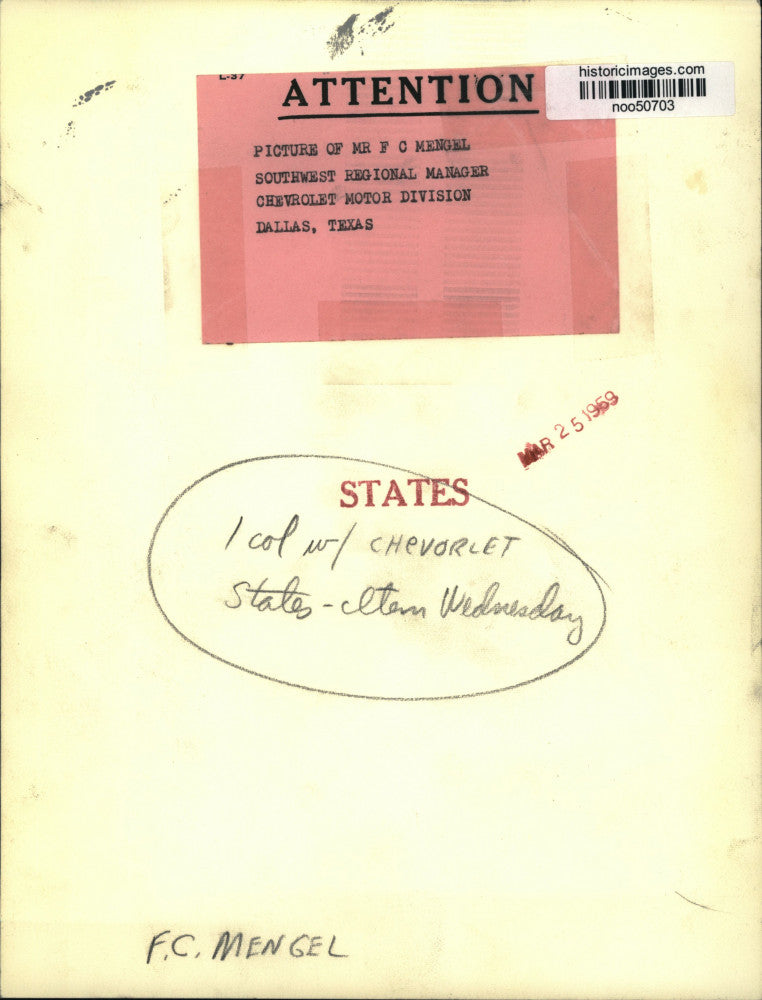 L-37
ATTENTION
historicimages.com
noo50703
PICTURE OF MR F C MENGEL
SOUTHWEST REGIONAL MANAGER
CHEVROLET MOTOR DIVISION
DALLAS, TEXAS
MAR 25 1959
STATES
1 col w/ CHEVORLET
States-Item Wednesday
F.C. MENGEL